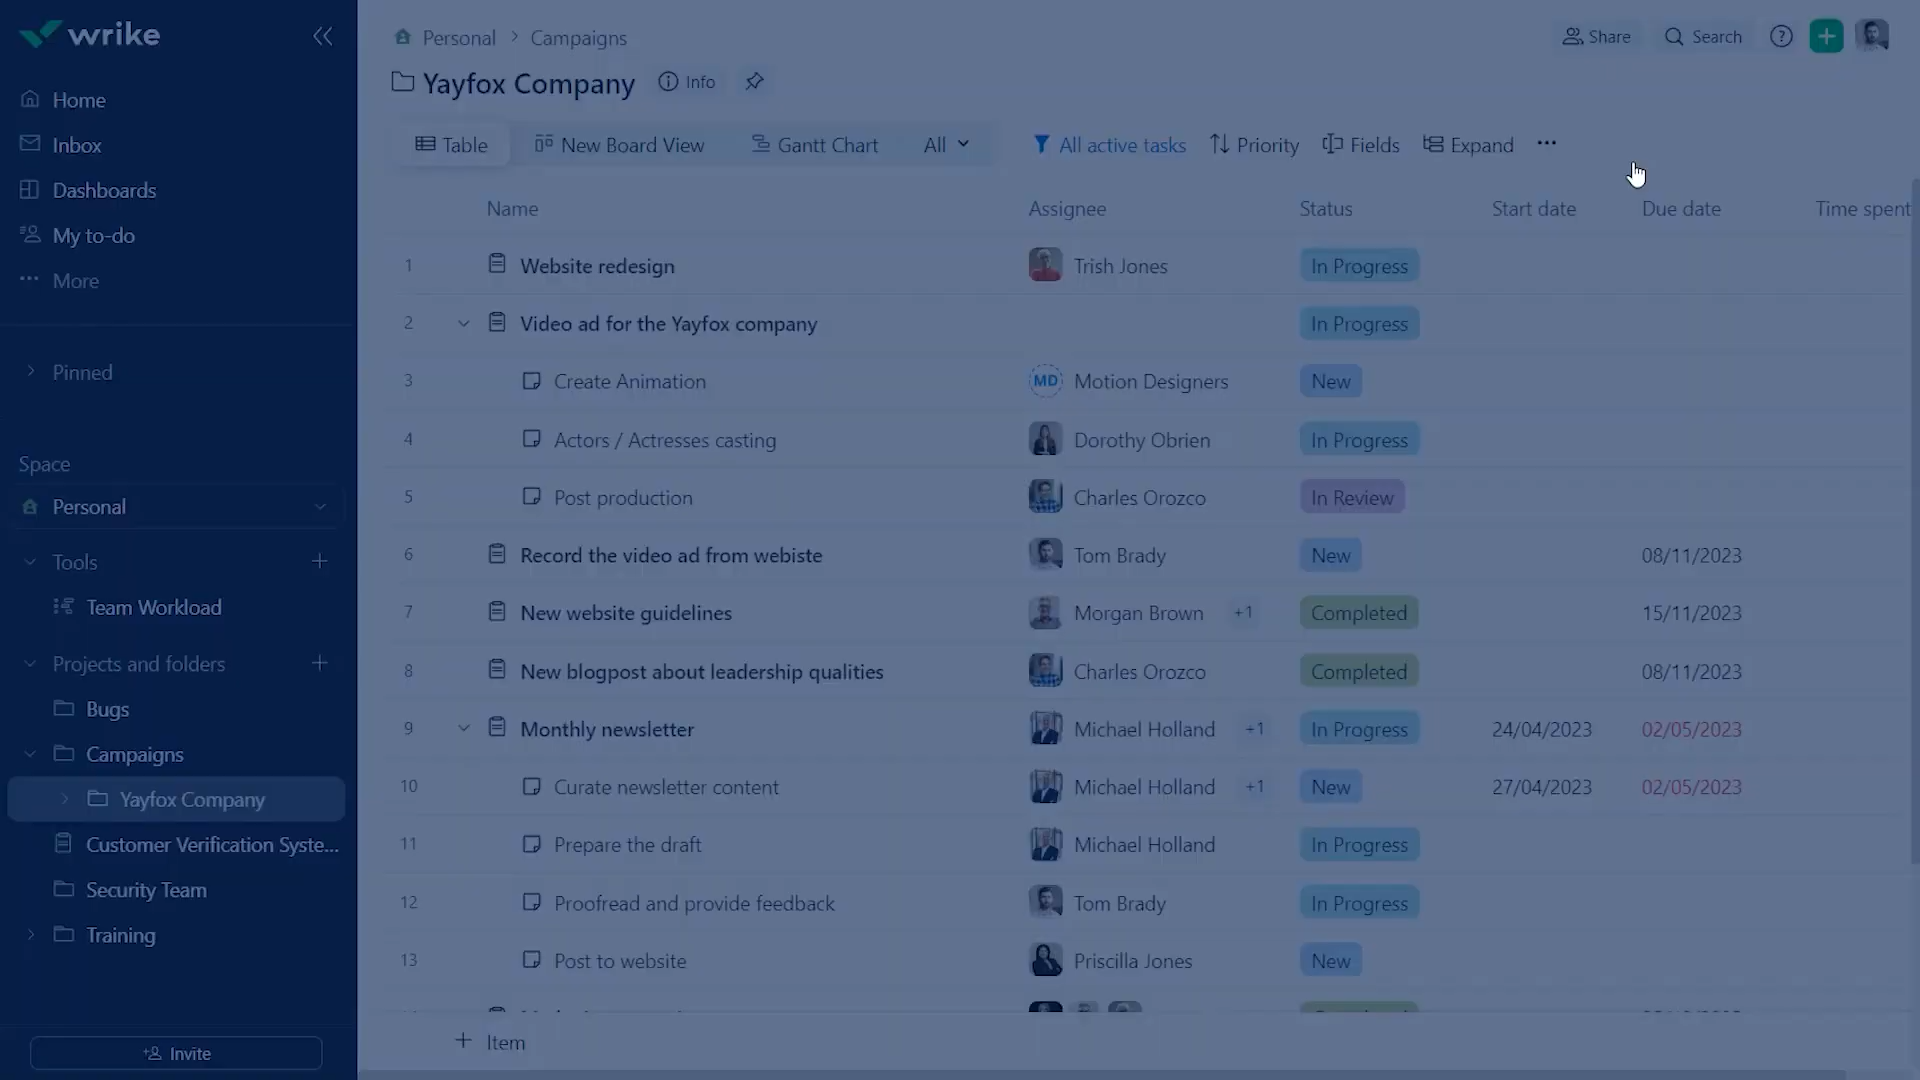 wrike
Home
Inbox
Dashboards
My to-do
More
Pinned
Space
Personal
Tools
Team Workload
Projects and folders
Bugs
Campaigns
Yayfox Company
Customer Verification Syste...
Security Team
Training
Invite
Personal > Campaigns
Share
Search
Yayfox Company
Info
Table
New Board View
Gantt Chart
All
All active tasks
Priority
Fields
Expand
Name Assignee Status Start date Due date Time spent
1 Website redesign Trish Jones In Progress
2 Video ad for the Yayfox company In Progress
3 Create Animation MD Motion Designers New
4 Actors / Actresses casting Dorothy Obrien In Progress
5 Post production Charles Orozco In Review
6 Record the video ad from webiste Tom Brady New 08/11/2023
7 New website guidelines Morgan Brown +1 Completed 15/11/2023
8 New blogpost about leadership qualities Charles Orozco Completed 08/11/2023
9 Monthly newsletter Michael Holland +1 In Progress 24/04/2023 02/05/2023
10 Curate newsletter content Michael Holland +1 New 27/04/2023 02/05/2023
11 Prepare the draft Michael Holland In Progress
12 Proofread and provide feedback Tom Brady In Progress
13 Post to website Priscilla Jones New
+ Item